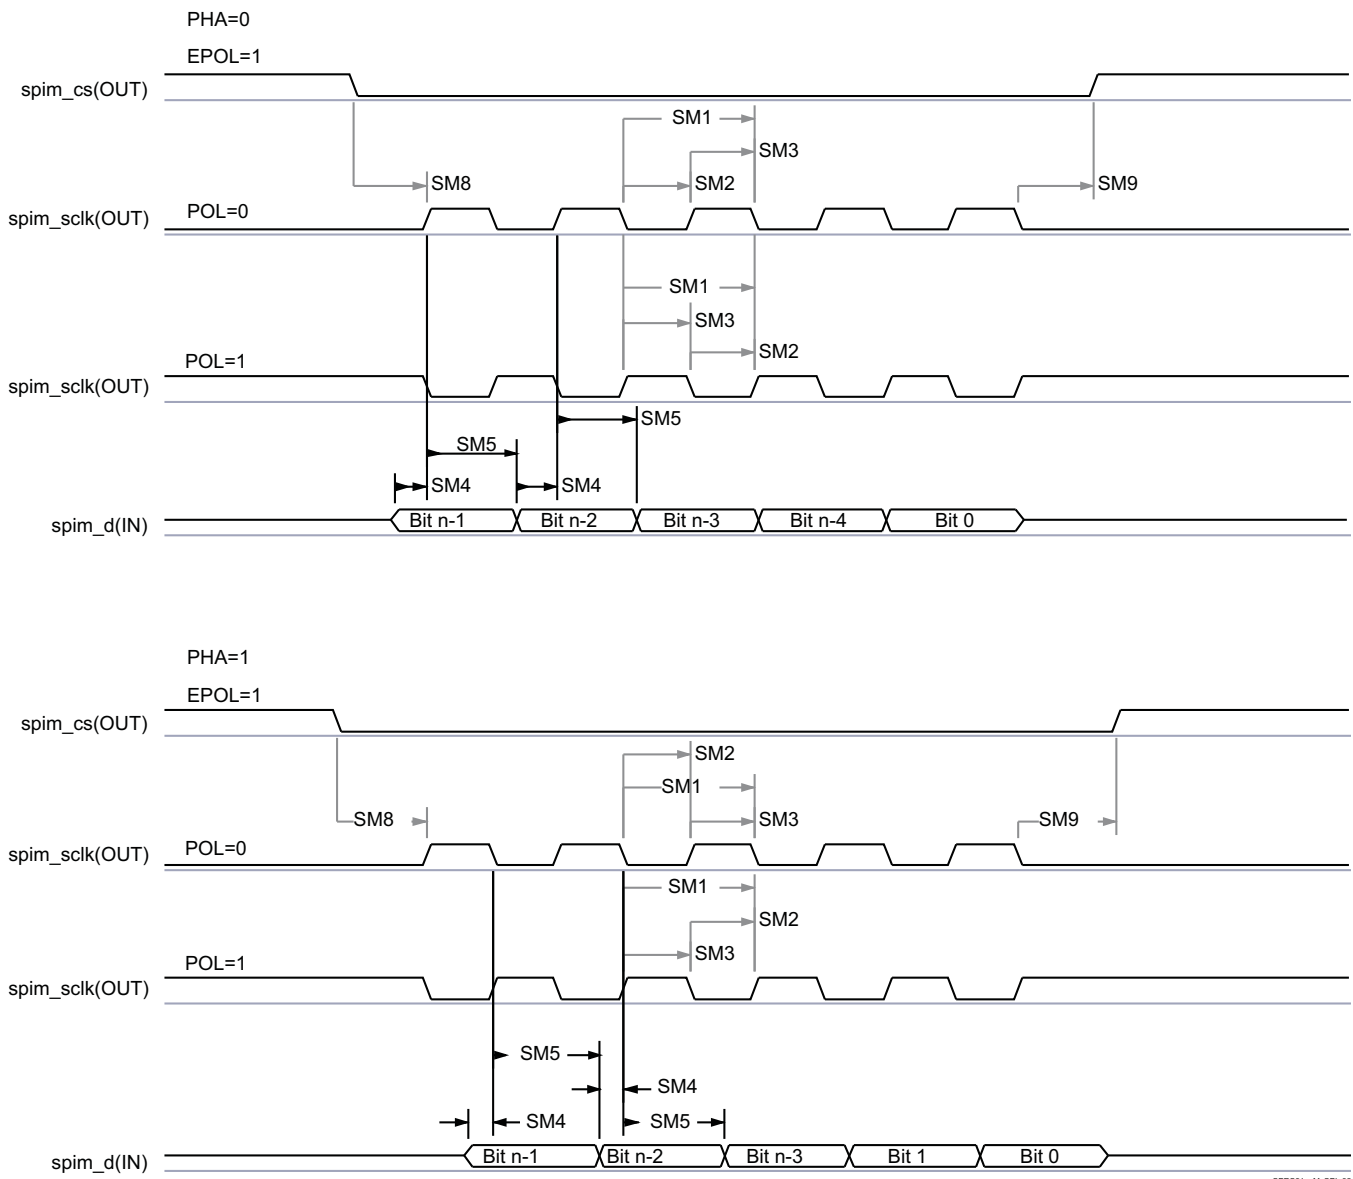 PHA=0
EPOL=1
spim_cs(OUT)
SM1
SM3
SM8
SM2
SM9
POL=0
spim_sclk(OUT)
SM1
SM3
SM2
POL=1
spim_sclk(OUT)
SM5
SM5
SM4
SM4
spim_d(IN)
Bit n-1
Bit n-2
Bit n-3
Bit n-4
Bit 0
PHA=1
EPOL=1
spim_cs(OUT)
SM2
SM1
SM8
SM3
SM9
POL=0
spim_sclk(OUT)
SM1
SM2
SM3
POL=1
spim_sclk(OUT)
SM5
SM4
SM4
SM5
spim_d(IN)
Bit n-1
Bit n-2
Bit n-3
Bit 1
Bit 0